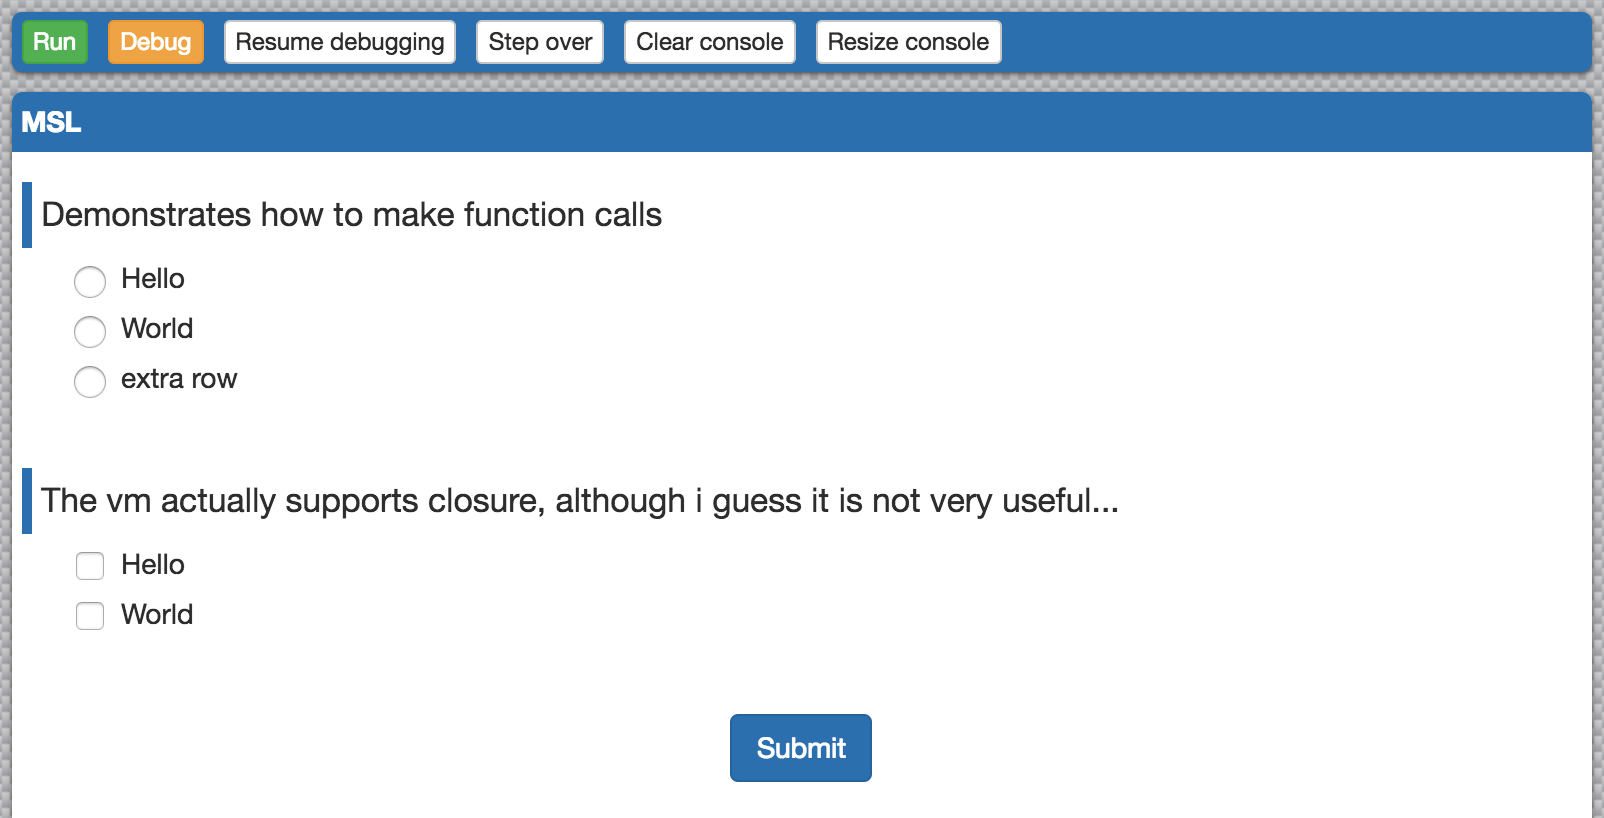 Run Debug Resume debugging Step over Clear console Resize console
MSL
Demonstrates how to make function calls
Hello
World
extra row
The vm actually supports closure, although i guess it is not very useful...
Hello
World
Submit